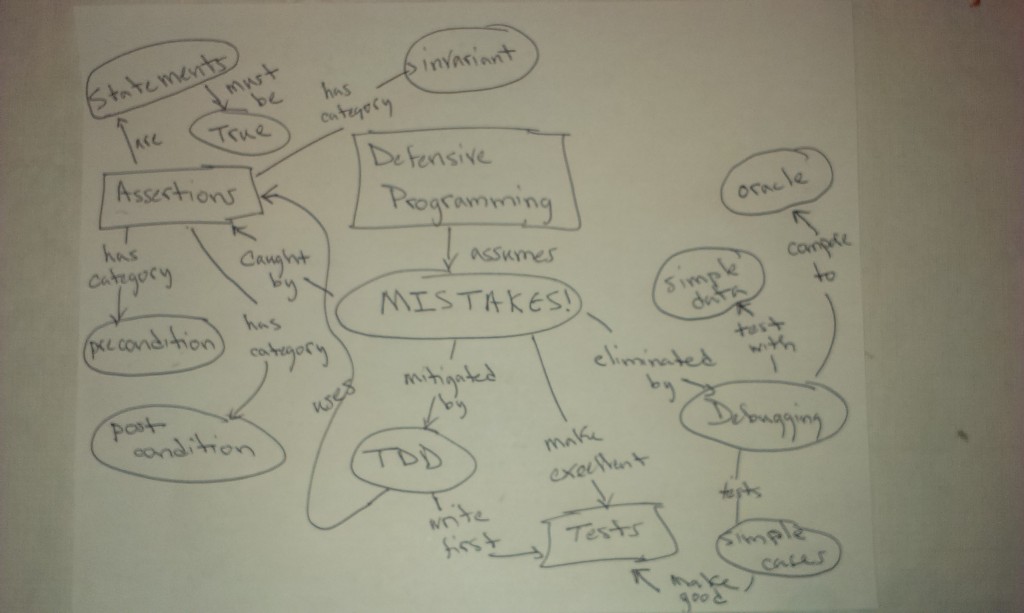 Statements
must
be
True
are
has
category
invariant
Defensive
Programming
Assertions
oracle
assumes
compare
to
has
category
caught
by
simple
data
MISTAKES!
test
with
precondition
has
category
eliminated
by
mitigated
by
uses
Debugging
post
condition
TDD
make
excellent
tests
write
first
Tests
simple
cases
make
good